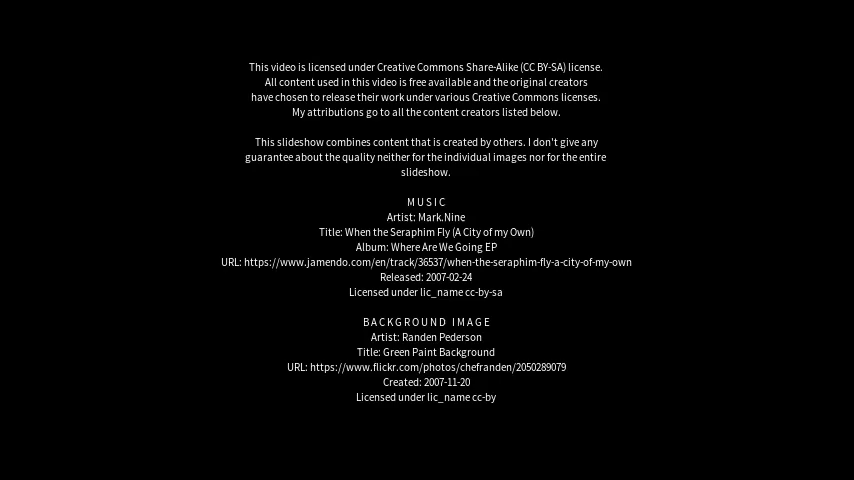 This video is licensed under Creative Commons Share-Alike (CC BY-SA) license.
All content used in this video is free available and the original creators
have chosen to release their work under various Creative Commons licenses.
My attributions go to all the content creators listed below.
This slideshow combines content that is created by others. I don't give any
guarantee about the quality neither for the individual images nor for the entire
slideshow.
MUSIC
Artist: Mark.Nine
Title: When the Seraphim Fly (A City of my Own)
Album: Where Are We Going EP
URL: https://www.jamendo.com/en/track/36537/when-the-seraphim-fly-a-city-of-my-own
Released: 2007-02-24
Licensed under lic_name cc-by-sa
BACKGROUND IMAGE
Artist: Randen Pederson
Title: Green Paint Background
URL: https://www.flickr.com/photos/chefranden/2050289079
Created: 2007-11-20
Licensed under lic_name cc-by